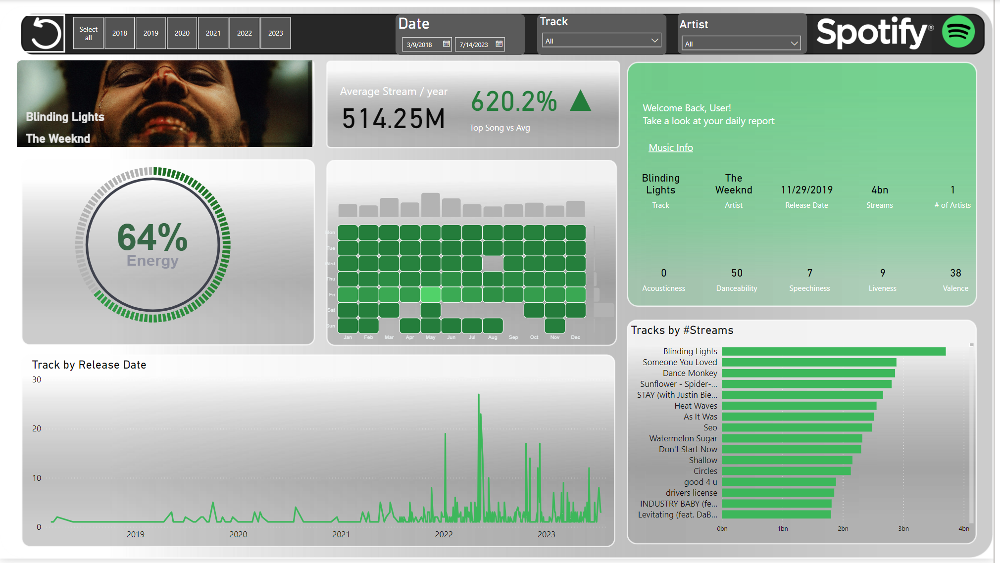 Select all
2018
2019
2020
2021
2022
2023
Date
3/9/2018
7/14/2023
Track
All
Artist
All
Spotify®
Blinding Lights
The Weeknd
Average Stream / year
514.25M
620.2%
Top Song vs Avg
Welcome Back, User!
Take a look at your daily report
Music Info
Blinding Lights
Track
The Weeknd
Artist
11/29/2019
Release Date
4bn
Streams
1
# of Artists
0
Acousticness
50
Danceability
7
Speechiness
9
Liveness
38
Valence
64%
Energy
Mon
Tue
Wed
Thu
Fri
Sat
Sun
Jan Feb Mar Apr May Jun Jul Aug Sep Oct Nov Dec
Track by Release Date
30
20
10
0
2019 2020 2021 2022 2023
Tracks by #Streams
Blinding Lights
Someone You Loved
Dance Monkey
Sunflower - Spider-...
STAY (with Justin Bie...
Heat Waves
As It Was
Seo
Watermelon Sugar
Don't Start Now
Shallow
Circles
good 4 u
drivers license
INDUSTRY BABY (fe...
Levitating (feat. DaB...
0bn 1bn 2bn 3bn 4bn